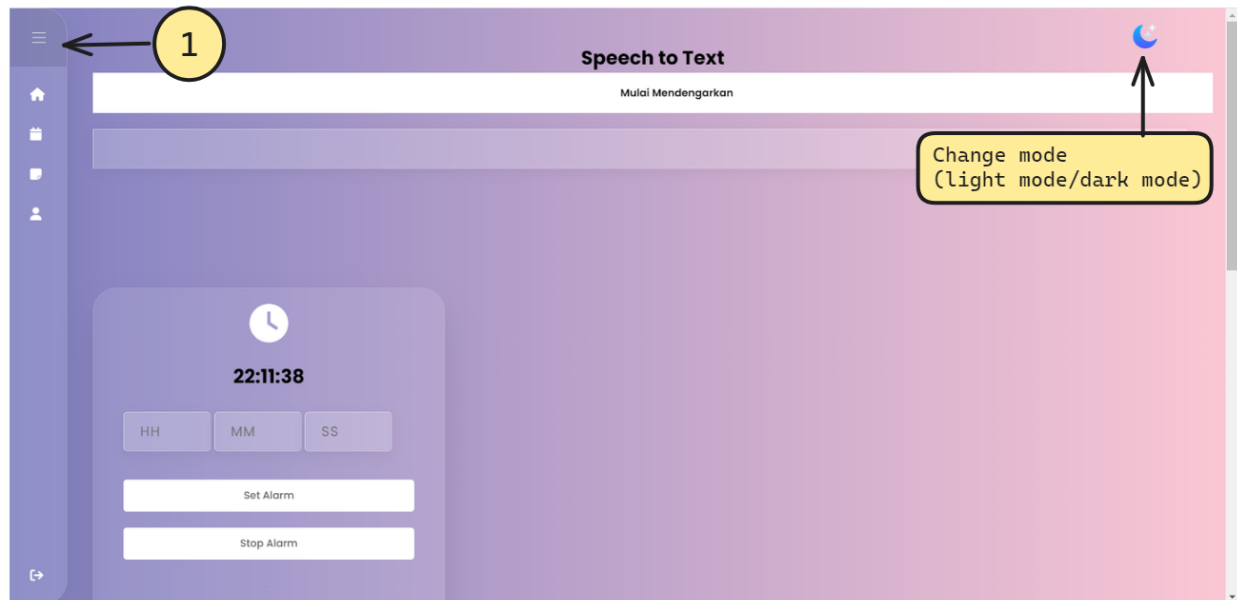 1
Speech to Text
Mulai Mendengarkan
Change mode
(light mode/dark mode)
22:11:38
HH MM SS
Set Alarm
Stop Alarm